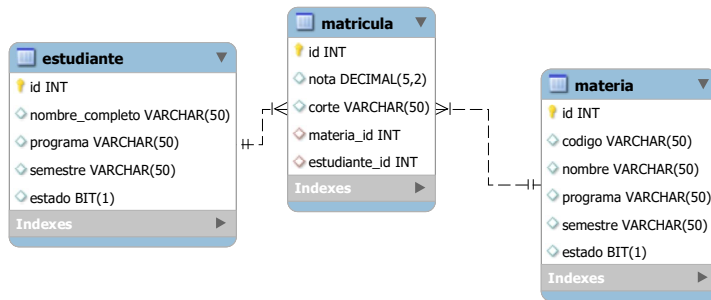 estudiante
id INT
nombre_completo VARCHAR(50)
programa VARCHAR(50)
semestre VARCHAR(50)
estado BIT(1)
Indexes
matricula
id INT
nota DECIMAL(5,2)
corte VARCHAR(50)
materia_id INT
estudiante_id INT
Indexes
materia
id INT
codigo VARCHAR(50)
nombre VARCHAR(50)
programa VARCHAR(50)
semestre VARCHAR(50)
estado BIT(1)
Indexes